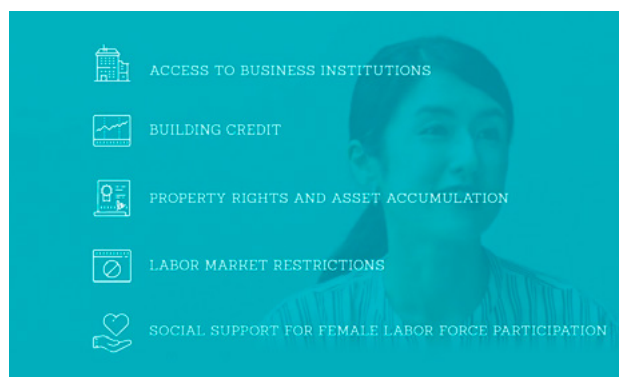 ACCESS TO BUSINESS INSTITUTIONS
BUILDING CREDIT
PROPERTY RIGHTS AND ASSET ACCUMULATION
LABOR MARKET RESTRICTIONS
SOCIAL SUPPORT FOR FEMALE LABOR FORCE PARTICIPATION